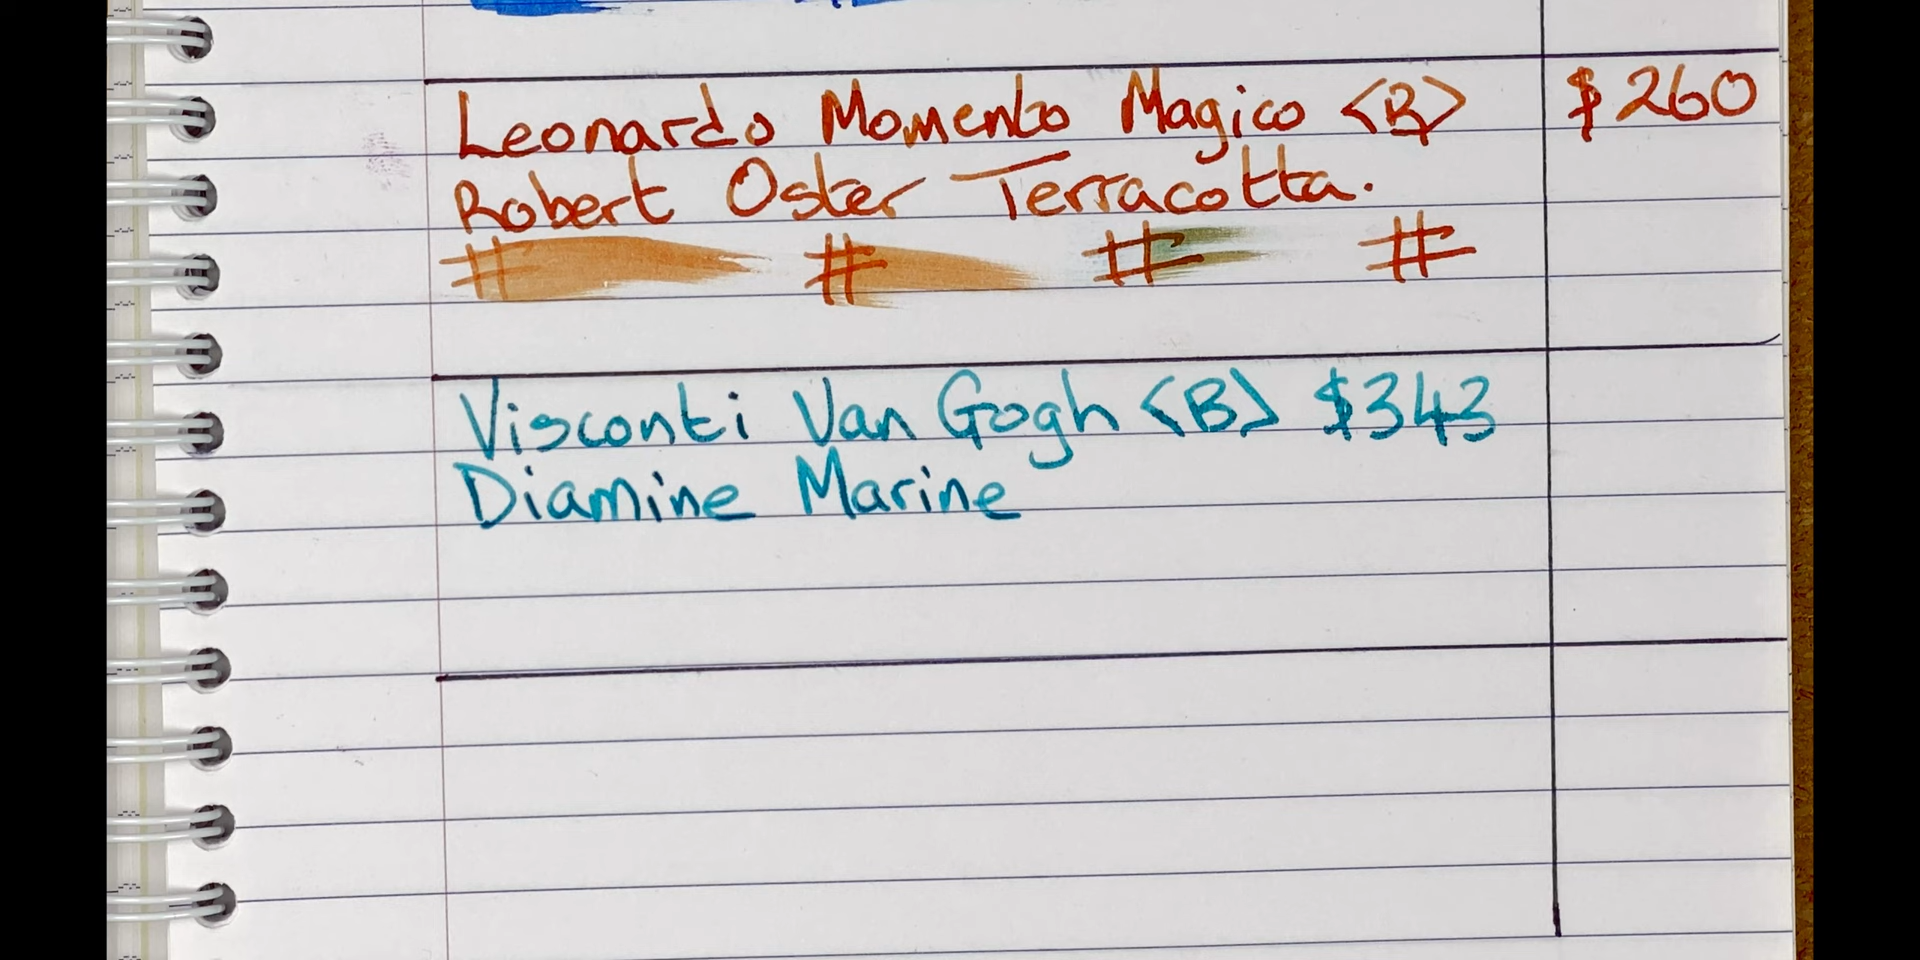 Leonardo Momento Magico <B> $260
Robert Oster Terracotta.
# # # #
Visconti Van Gogh <B> $343
Diamine Marine